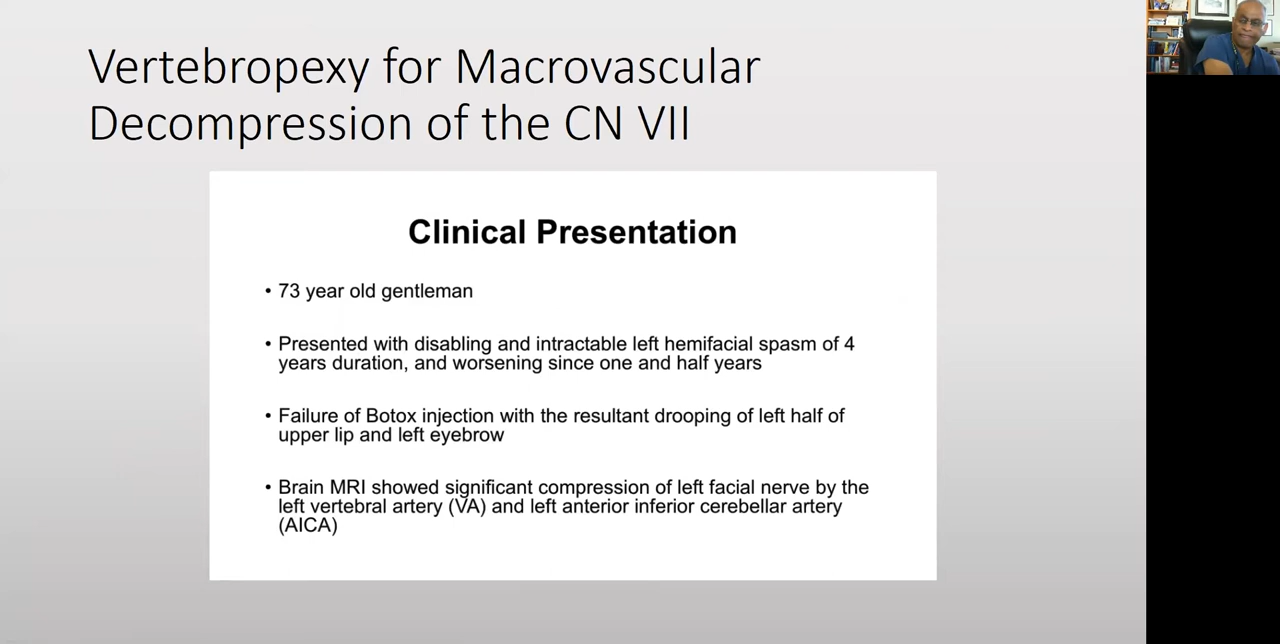 Vertebropexy for Macrovascular
Decompression of the CN VII
Clinical Presentation
• 73 year old gentleman
• Presented with disabling and intractable left hemifacial spasm of 4
years duration, and worsening since one and half years
• Failure of Botox injection with the resultant drooping of left half of
upper lip and left eyebrow
• Brain MRI showed significant compression of left facial nerve by the
left vertebral artery (VA) and left anterior inferior cerebellar artery
(AICA)